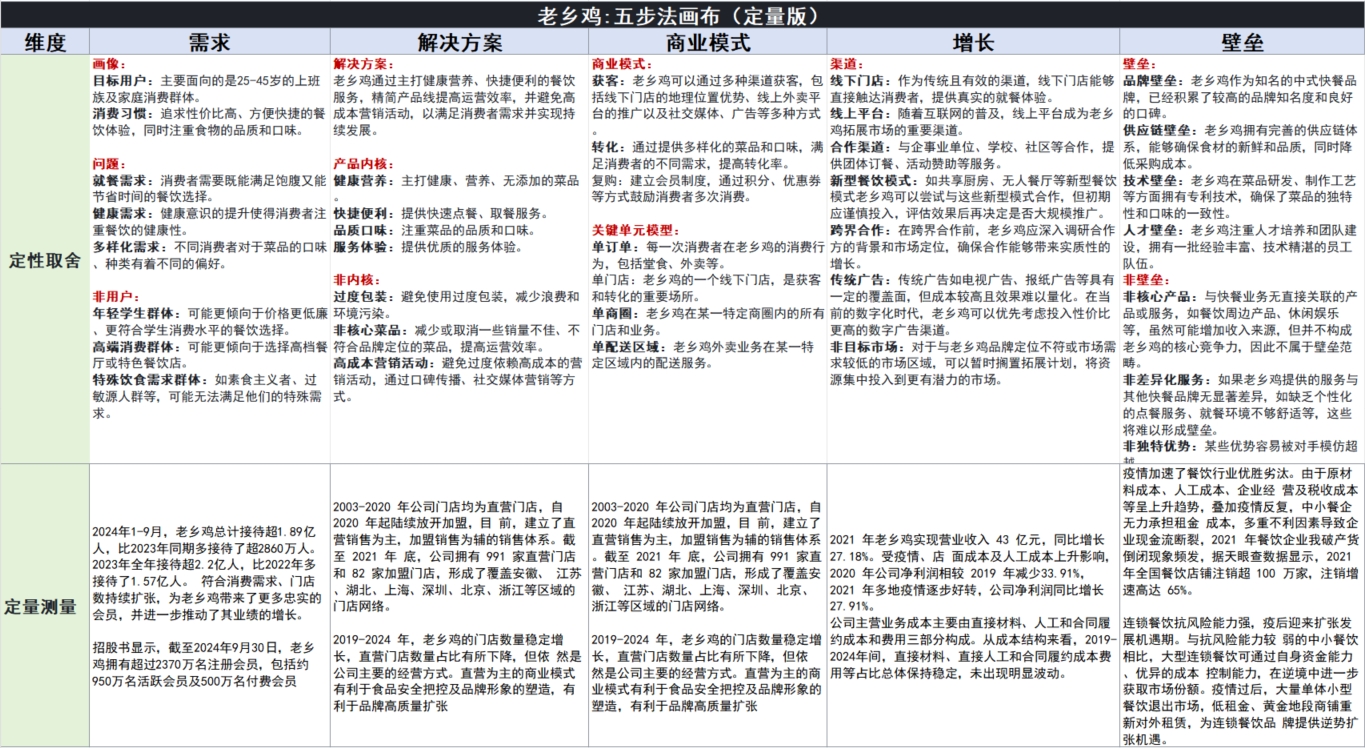 老乡鸡:五步法画布（定量版）
维度
需求
解决方案
商业模式
增长
壁垒
定性取舍
画像:
目标用户: 主要面向的是25-45岁的上班
族及家庭消费群体。
消费习惯: 追求性价比高、方便快捷的餐
饮体验，同时注重食物的品质和口味。
问题:
就餐需求: 消费者需要既能满足饱腹又能
节省时间的餐饮选择。
健康需求: 健康意识的提升使得消费者注
重餐饮的健康性。
多样化需求: 不同消费者对于菜品的口味
、种类有着不同的偏好。
非用户:
年轻学生群体: 可能更倾向于价格更低廉
、更符合学生消费水平的餐饮选择。
高端消费群体: 可能更倾向于选择高档餐
厅或特色餐饮店。
特殊饮食需求群体: 如素食主义者、过
敏源人群等，可能无法满足他们的特殊需
求。
解决方案:
老乡鸡通过主打健康营养、快捷便利的餐饮
服务，精简产品线提高运营效率，并避免高
成本营销活动，以满足消费者需求并实现持
续发展。
产品内核:
健康营养: 主打健康、营养、无添加的菜品
。
快捷便利: 提供快速点餐、取餐服务。
品质口味: 注重菜品的品质和口味。
服务体验: 提供优质的服务体验。
非内核:
过度包装: 避免使用过度包装，减少浪费和
环境污染。
非核心菜品: 减少或取消一些销量不佳、不
符合品牌定位的菜品，提高运营效率。
高成本营销活动: 避免过度依赖高成本的营
销活动，通过口碑传播、社交媒体营销等方
式。
商业模式:
获客: 老乡鸡可以通过多种渠道获客，包
括线下门店的地理位置优势、线上外卖平
台的推广以及社交媒体、广告等多种方式
。
转化: 通过提供多样化的菜品和口味，满
足消费者的不同需求，提高转化率。
复购: 建立会员制度，通过积分、优惠券
等方式鼓励消费者多次消费。
关键单元模型:
单订单: 每一次消费者在老乡鸡的消费行
为，包括堂食、外卖等。
单门店: 老乡鸡的一个线下门店，是获客
和转化的重要场所。
单商圈: 老乡鸡在某一特定商圈内的所有
门店和业务。
单配送区域: 老乡鸡外卖业务在某一特
定区域内的配送服务。
渠道:
线下门店: 作为传统且有效的渠道，线下门店能够
直接触达消费者，提供真实的就餐体验。
线上平台: 随着互联网的普及，线上平台成为老乡
鸡拓展市场的重要渠道。
合作渠道: 与企事业单位、学校、社区等合作，提
供团体订餐、活动赞助等服务。
新型餐饮模式: 如共享厨房、无人餐厅等新型餐饮
模式老乡鸡可以尝试与这些新型模式合作，但初期
应谨慎投入，评估效果后再决定是否大规模推广。
跨界合作: 在跨界合作前，老乡鸡应深入调研合作
方的背景和市场定位，确保合作能够带来实质性的
增长。
传统广告: 传统广告如电视广告、报纸广告等具有
一定的覆盖面，但成本较高且效果难以量化。在当
前的数字化时代，老乡鸡可以优先考虑投入性价比
更高的数字广告渠道。
非目标市场: 对于与老乡鸡品牌定位不符或市场需
求较低的市场区域，可以暂时搁置拓展计划，将资
源集中投入到更有潜力的市场。
壁垒:
品牌壁垒: 老乡鸡作为知名的中式快餐品
牌，已经积累了较高的品牌知名度和良好
的口碑。
供应链壁垒: 老乡鸡拥有完善的供应链体
系，能够确保食材的新鲜和品质，同时降
低采购成本。
技术壁垒: 老乡鸡在菜品研发、制作工艺
等方面拥有专利技术，确保了菜品的独特
性和口味的一致性。
人才壁垒: 老乡鸡注重人才培养和团队建
设，拥有一批经验丰富、技术精湛的员工
队伍。
非壁垒:
非核心产品: 与快餐业务无直接关联的产
品或服务，如餐饮周边产品、休闲娱乐
等，虽然可能增加收入来源，但并不构成
老乡鸡的核心竞争力，因此不属于壁垒范
畴。
非差异化服务: 如果老乡鸡提供的服务与
其他快餐品牌无显著差异，如缺乏个性化
的点餐服务、就餐环境不够舒适等，这些
将难以形成壁垒。
非独特优势: 某些优势容易被对手模仿超
越
定量测量
2024年1-9月，老乡鸡总计接待超1.89亿
人，比2023年同期多接待了超2860万人。
2023年全年接待超2.2亿人，比2022年多
接待了1.57亿人。 符合消费需求、门店
数持续扩张，为老乡鸡带来了更多忠实的
会员，并进一步推动了其业绩的增长。
招股书显示，截至2024年9月30日，老乡
鸡拥有超过2370万名注册会员，包括约
950万名活跃会员及500万名付费会员
2003-2020 年公司门店均为直营门店，自
2020 年起陆续放开加盟，目 前，建立了直
营销售为主，加盟销售为辅的销售体系。截
至 2021 年 底，公司拥有 991 家直营门店
和 82 家加盟门店，形成了覆盖安徽、 江苏
、湖北、上海、深圳、北京、浙江等区域的
门店网络。
2019-2024 年，老乡鸡的门店数量稳定增
长，直营门店数量占比有所下降，但依 然是
公司主要的经营方式。直营为主的商业模式
有利于食品安全把控及品牌形象的塑造，有
利于品牌高质量扩张
2003-2020 年公司门店均为直营门店，自
2020 年起陆续放开加盟，目 前，建立了直
营销售为主，加盟销售为辅的销售体系
。截至 2021 年 底，公司拥有 991 家直
营门店和 82 家加盟门店，形成了覆盖安
徽、 江苏、湖北、上海、深圳、北京、
浙江等区域的门店网络。
2019-2024 年，老乡鸡的门店数量稳定增
长，直营门店数量占比有所下降，但依
然是公司主要的经营方式。直营为主的商
业模式有利于食品安全把控及品牌形象的
塑造，有利于品牌高质量扩张
2021 年老乡鸡实现营业收入 43 亿元，同比增长
27.18%。受疫情、店 面成本及人工成本上升影响，
2020 年公司净利润相较 2019 年减少33.91%，
2021 年多地疫情逐步好转，公司净利润同比增长
27.91%。
公司主营业务成本主要由直接材料、人工和合同履
约成本和费用三部分构成。从成本结构来看，2019-
2024年间，直接材料、直接人工和合同履约成本费
用等占比总体保持稳定，未出现明显波动。
疫情加速了餐饮行业优胜劣汰。由于原材
料成本、人工成本、企业经 营及税收成本
等呈上升趋势，叠加疫情反复，中小餐企
无力承担租金 成本，多重不利因素导致企
业现金流断裂，2021 年餐饮企业我破产货
倒闭现象频发，据天眼查数据显示，2021
年全国餐饮店铺注销超 100 万家，注销增
速高达 65%。
连锁餐饮抗风险能力强，疫后迎来扩张发
展机遇期。与抗风险能力较 弱的中小餐饮
相比，大型连锁餐饮可通过自身资金能力
、优异的成本 控制能力，在逆境中进一步
获取市场份额。疫情过后，大量单体小型
餐饮退出市场，低租金、黄金地段商铺重
新对外租赁，为连锁餐饮品 牌提供逆势扩
张机遇。